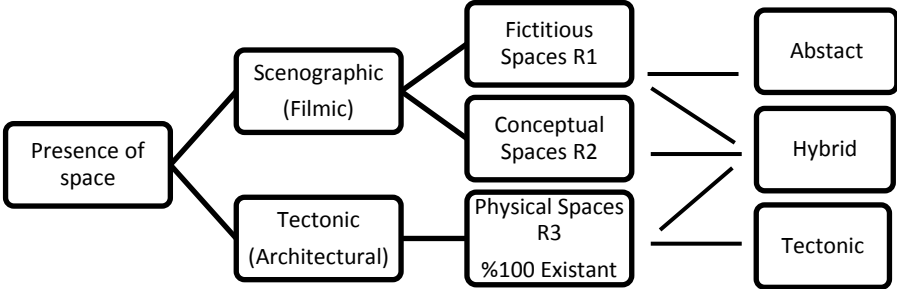 Presence of
space
Scenographic
(Filmic)
Tectonic
(Architectural)
Fictitious
Spaces R1
Conceptual
Spaces R2
Physical Spaces
R3
%100 Existant
Abstact
Hybrid
Tectonic